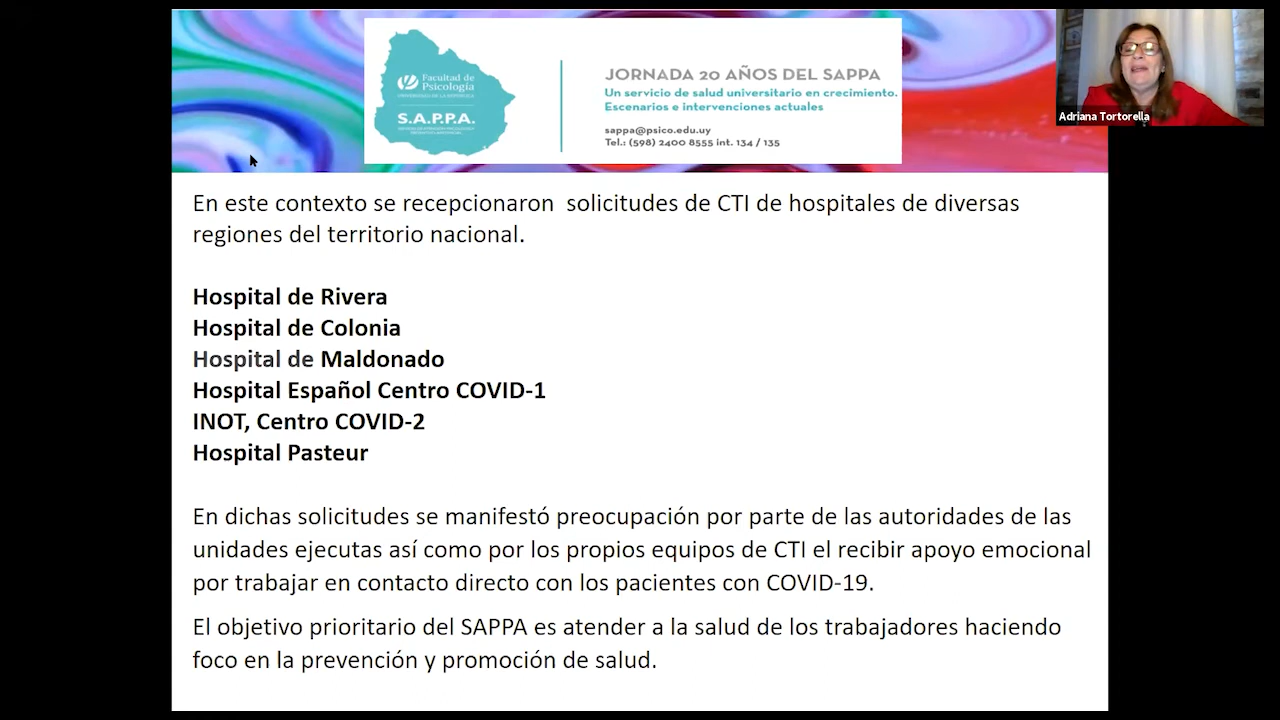 Facultad de
Psicología
UNIVERSIDAD DE LA REPÚBLICA
S.A.P.P.A.
JORNADA 20 AÑOS DEL SAPPA
Un servicio de salud universitario en crecimiento.
Escenarios e intervenciones actuales
sappa@psico.edu.uy
Tel.: (598) 2400 8555 int. 134 / 135
Adriana Tortorella
En este contexto se recepcionaron solicitudes de CTI de hospitales de diversas
regiones del territorio nacional.
Hospital de Rivera
Hospital de Colonia
Hospital de Maldonado
Hospital Español Centro COVID-1
INOT, Centro COVID-2
Hospital Pasteur
En dichas solicitudes se manifestó preocupación por parte de las autoridades de las
unidades ejecutas así como por los propios equipos de CTI el recibir apoyo emocional
por trabajar en contacto directo con los pacientes con COVID-19.
El objetivo prioritario del SAPPA es atender a la salud de los trabajadores haciendo
foco en la prevención y promoción de salud.